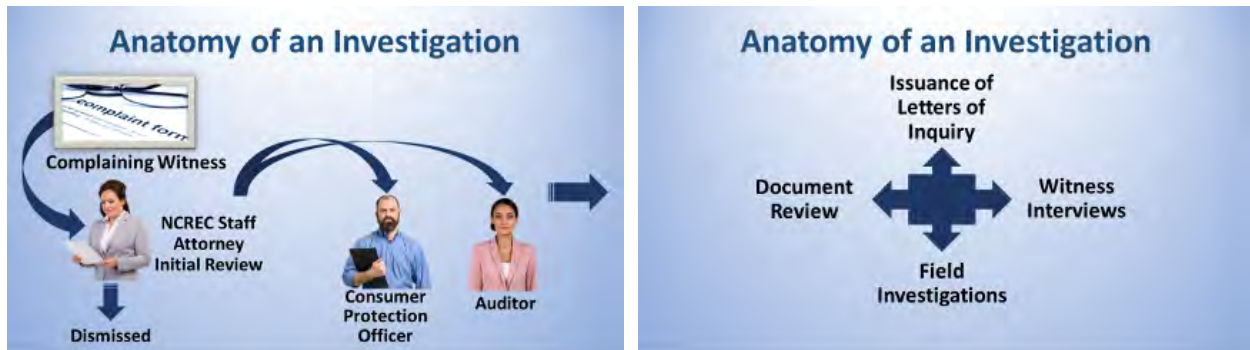 Anatomy of an Investigation
complaint form
Complaining Witness
NCREC Staff
Attorney
Initial Review
Dismissed
Consumer
Protection
Officer
Auditor
Anatomy of an Investigation
Issuance of
Letters of
Inquiry
Document
Review
Witness
Interviews
Field
Investigations